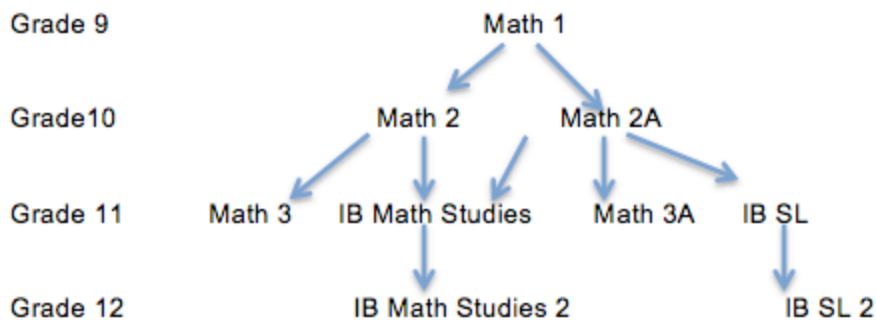 Grade 9 Math 1
Grade10 Math 2 Math 2A
Grade 11 Math 3 IB Math Studies Math 3A IB SL
Grade 12 IB Math Studies 2 IB SL 2